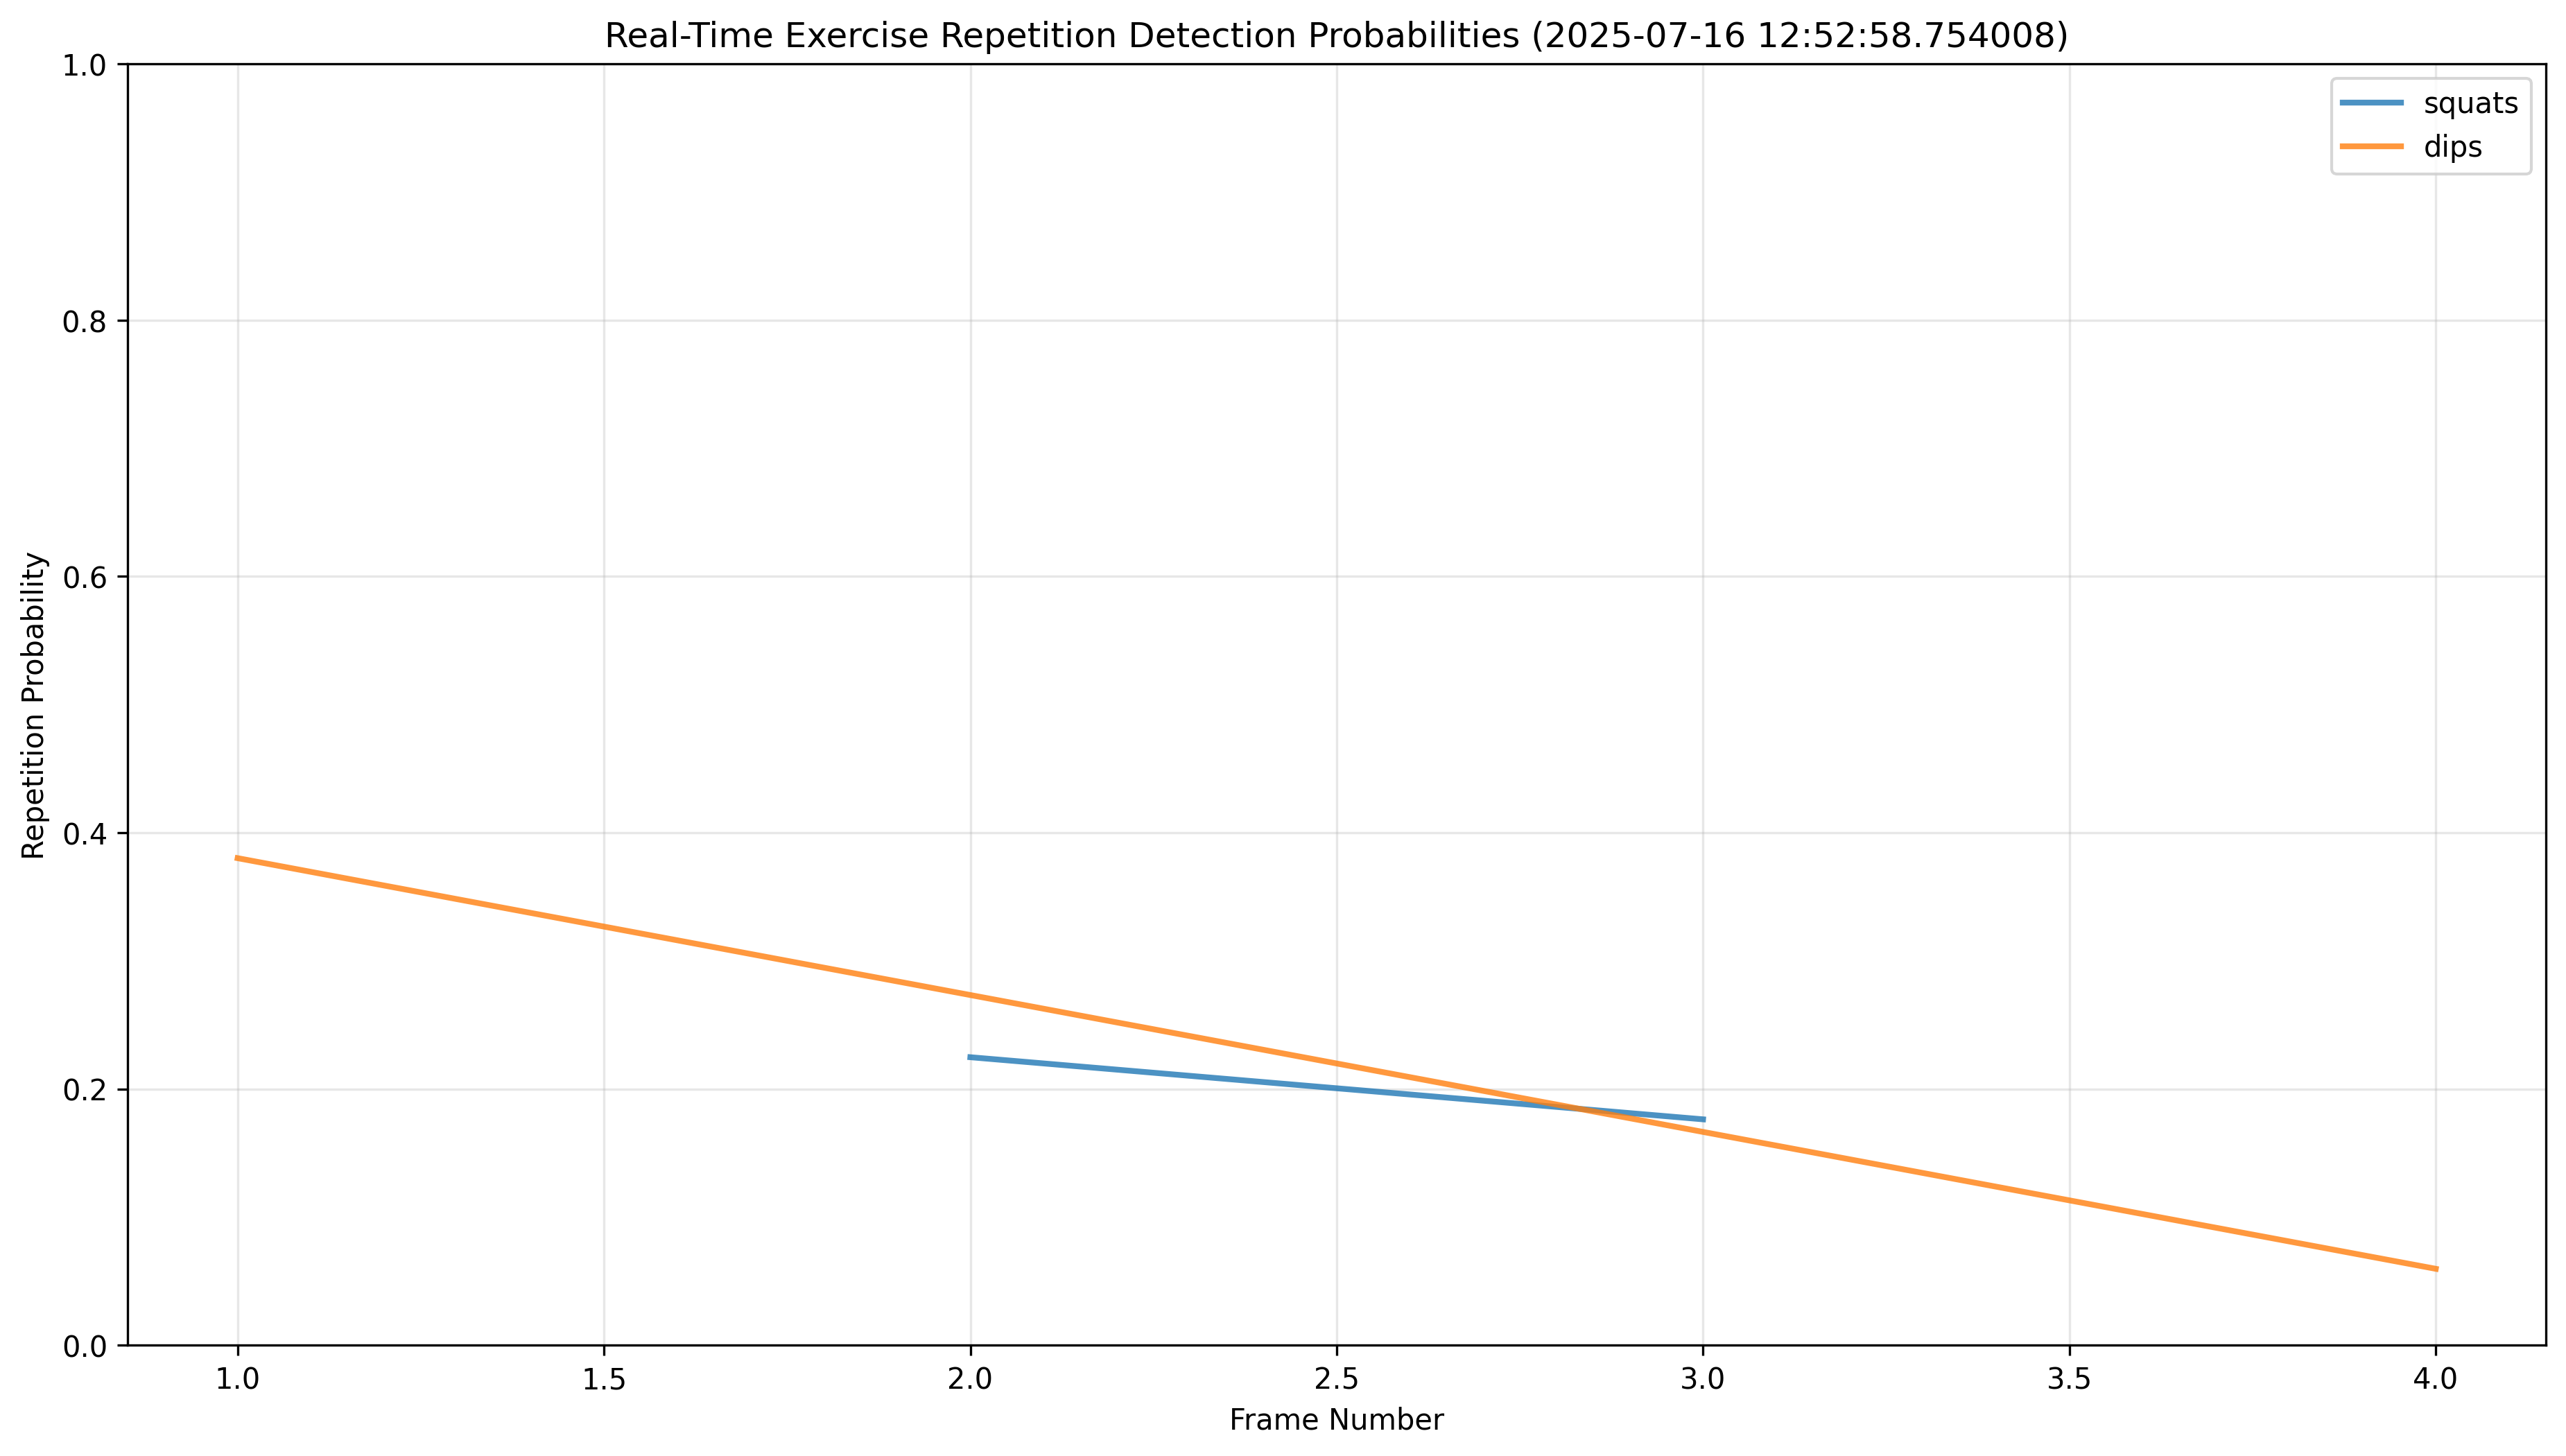 Real-Time Exercise Repetition Detection Probabilities (2025-07-16 12:52:58.754008)
squats
dips
Repetition Probability
1.0
0.8
0.6
0.4
0.2
0.0
1.0 1.5 2.0 2.5 3.0 3.5 4.0
Frame Number